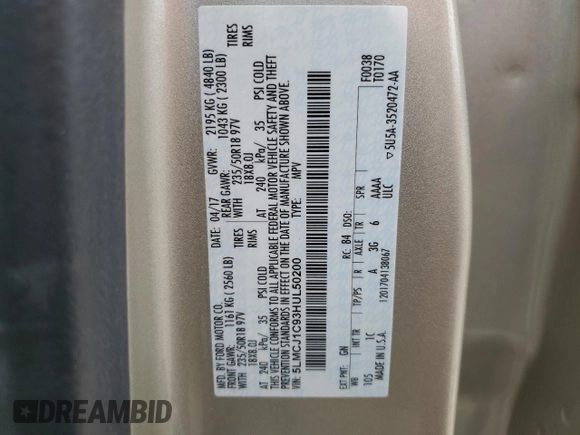 MFD. BY FORD MOTOR CO.
DATE: 04/17 GVWR: 2195 KG ( 4840 LB)
FRONT GAWR: 1161 KG ( 2560 LB) REAR GAWR: 1043 KG ( 2300 LB)
WITH 235/50R18 97V TIRES WITH 235/50R18 97V TIRES
18X8.0J RIMS 18X8.0J RIMS
AT 240 kPa/ 35 PSI COLD AT 240 kPa/ 35 PSI COLD
THIS VEHICLE CONFORMS TO ALL APPLICABLE FEDERAL MOTOR VEHICLE SAFETY AND THEFT
PREVENTION STANDARDS IN EFFECT ON THE DATE OF MANUFACTURE SHOWN ABOVE.
VIN: 5LMCJ1C93HUL50200 TYPE: MPV
F0038
T0170
EXT PNT: GN RC: 84 DSO:
WB INT TR TP/PS R AXLE TR SPR
105 1C A 3G 6 AAAA
ULC
MADE IN U.S.A. 1201704138067
5U5A-3520472-AA
DREAMBID